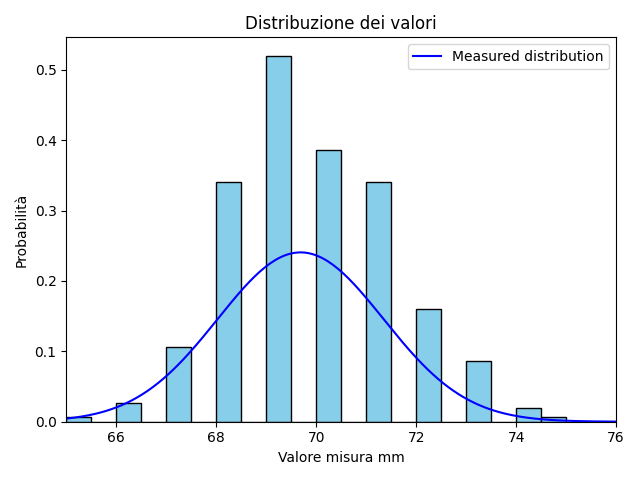 Distribuzione dei valori
Measured distribution
Probabilità
0.5
0.4
0.3
0.2
0.1
0.0
66 68 70 72 74 76
Valore misura mm